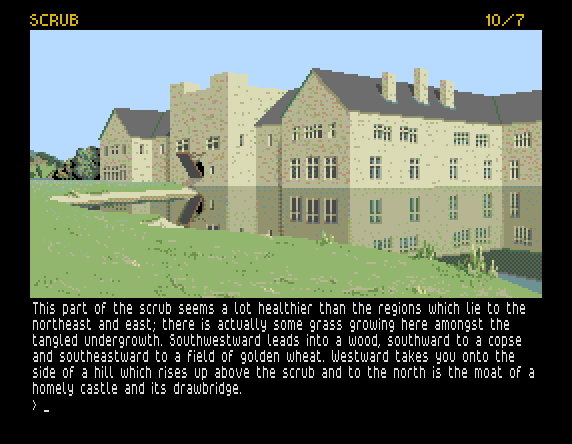 SCRUB 10/7
This part of the scrub seems a lot healthier than the regions which lie to the
northeast and east; there is actually some grass growing here amongst the
tangled undergrowth. Southwestward leads into a wood, southward to a copse
and southeastward to a field of golden wheat. Westward takes you onto the
side of a hill which rises up above the scrub and to the north is the moat of a
homely castle and its drawbridge.
> _